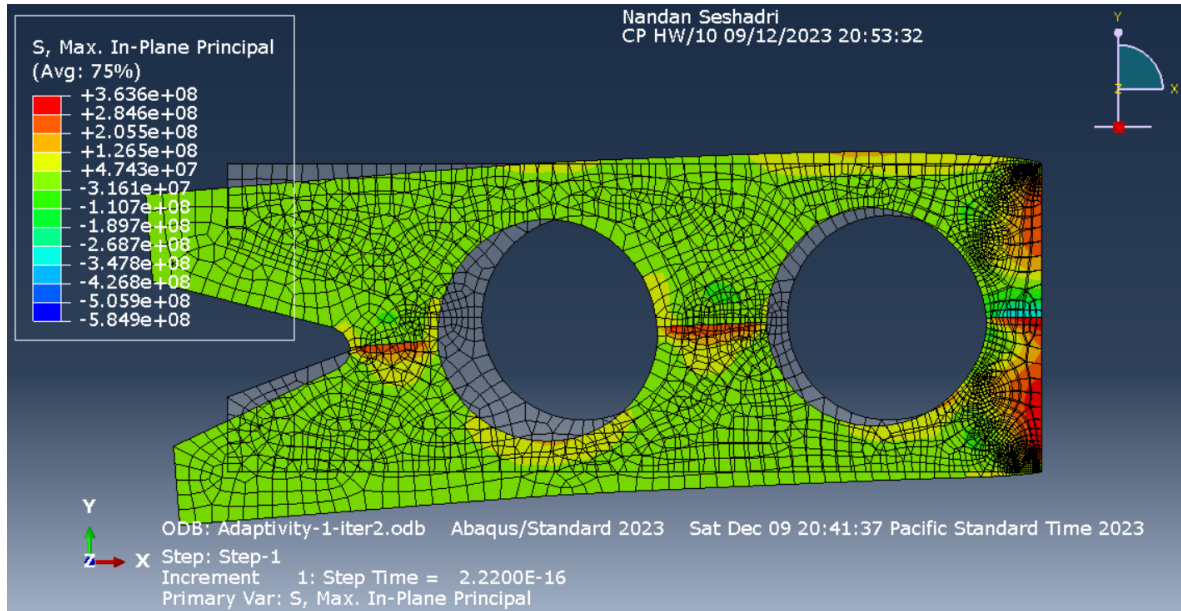 Nandan Seshadri
CP HW/10 09/12/2023 20:53:32
S, Max. In-Plane Principal
(Avg: 75%)
+3.636e+08
+2.846e+08
+2.055e+08
+1.265e+08
+4.743e+07
-3.161e+07
-1.107e+08
-1.897e+08
-2.687e+08
-3.478e+08
-4.268e+08
-5.059e+08
-5.849e+08
Y
Z X
ODB: Adaptivity-1-iter2.odb Abaqus/Standard 2023 Sat Dec 09 20:41:37 Pacific Standard Time 2023
Y
Z X
Step: Step-1
Increment 1: Step Time = 2.2200E-16
Primary Var: S, Max. In-Plane Principal